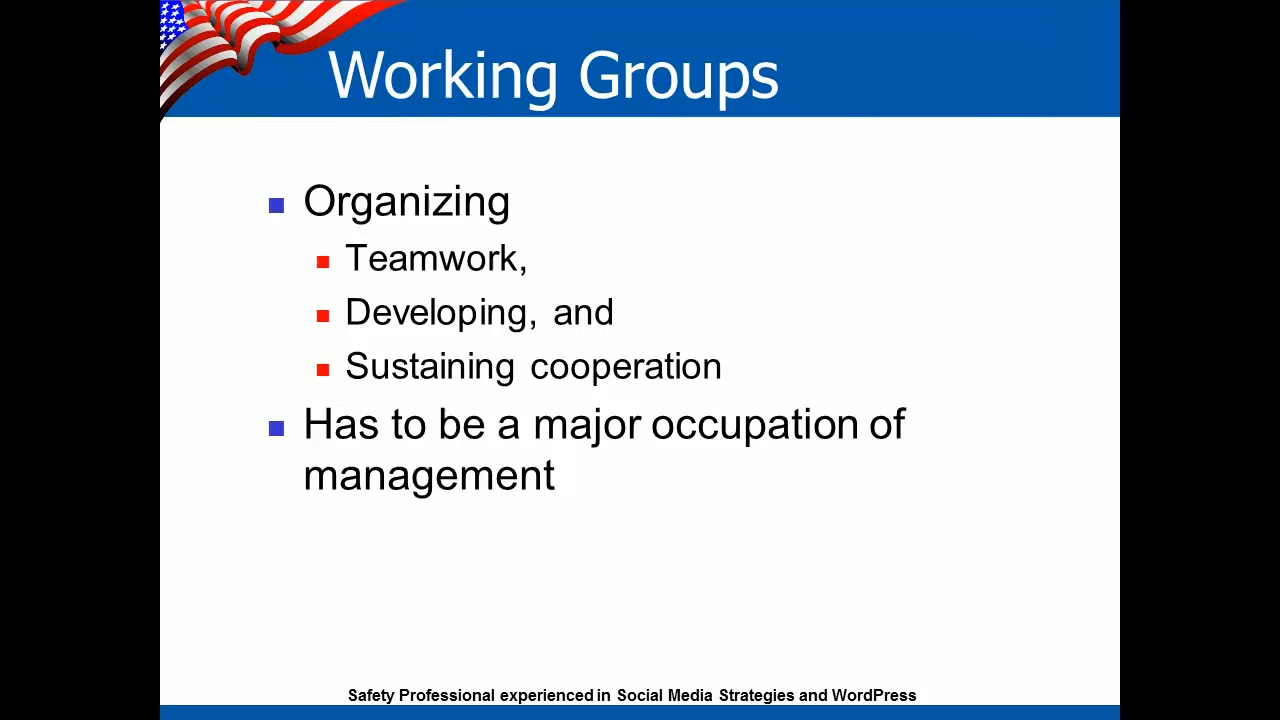 Working Groups
Organizing
Teamwork,
Developing, and
Sustaining cooperation
Has to be a major occupation of
management
Safety Professional experienced in Social Media Strategies and WordPress